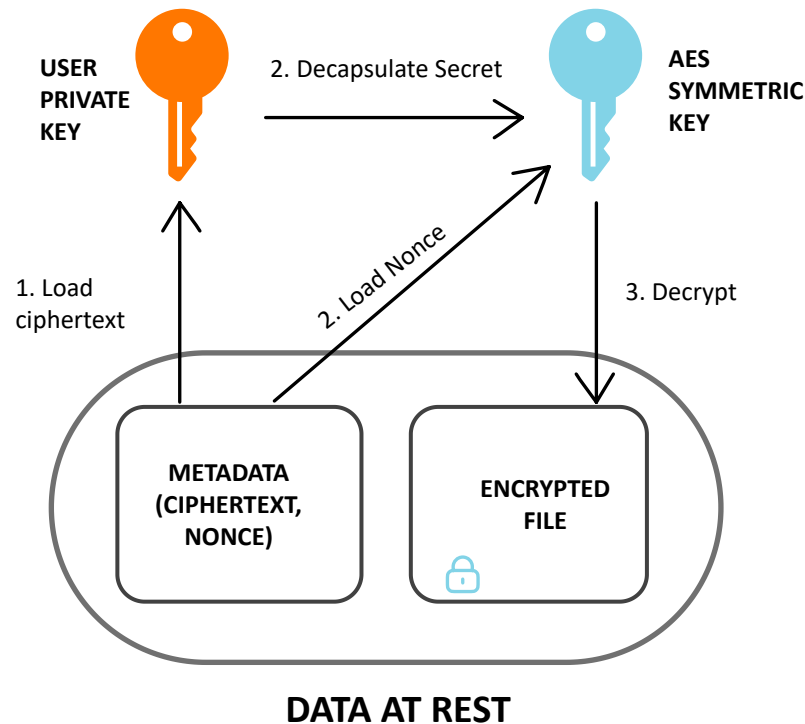 USER
PRIVATE
KEY
2. Decapsulate Secret
AES
SYMMETRIC
KEY
1. Load
ciphertext
2. Load Nonce
3. Decrypt
METADATA
(CIPHERTEXT,
NONCE)
ENCRYPTED
FILE
DATA AT REST